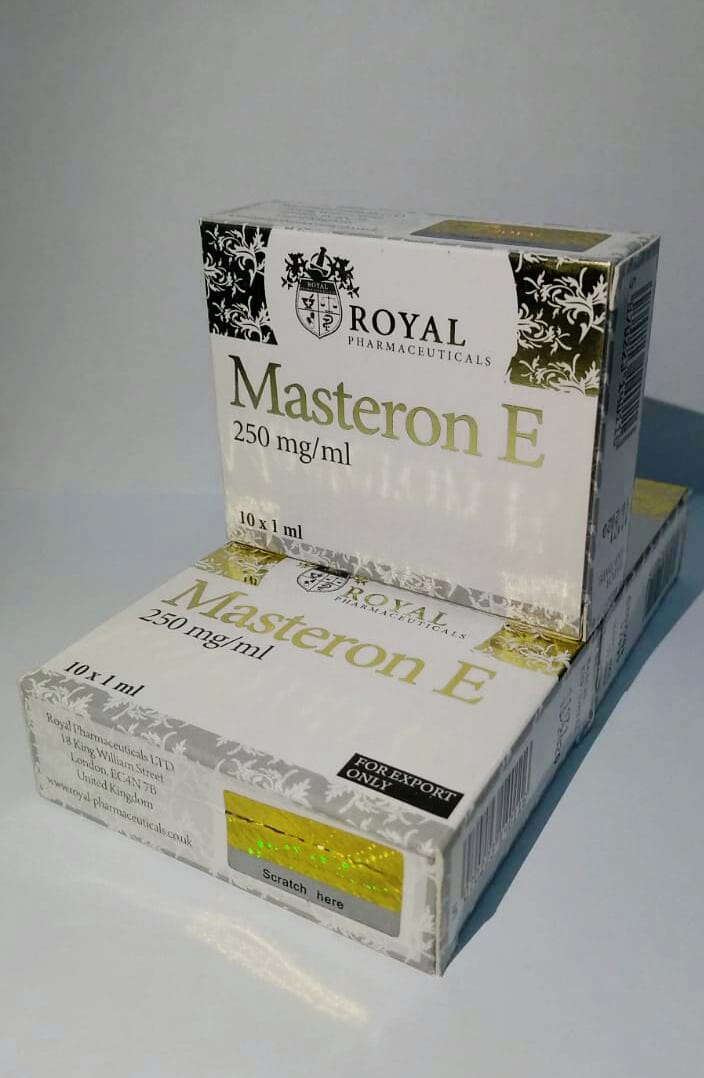 ROYAL
ROYAL
PHARMACEUTICALS
Masteron E
250 mg/ml
10 x 1 ml
ROYAL
PHARMACEUTICALS
Masteron E
250 mg/ml
10 x 1 ml
FOR EXPORT
ONLY
Royal Pharmaceuticals LTD
18 King William Street
London, EC4N 7B
United Kingdom
www.royal-pharmaceuticals.co.uk
Scratch here